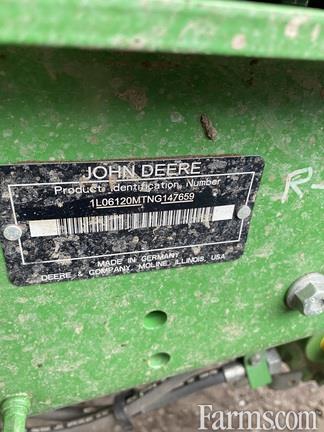 JOHN DEERE
Product Identification Number
1L06120MTNG147659
MADE IN GERMANY
DEERE & COMPANY, MOLINE, ILLINOIS, USA
Farms.com®